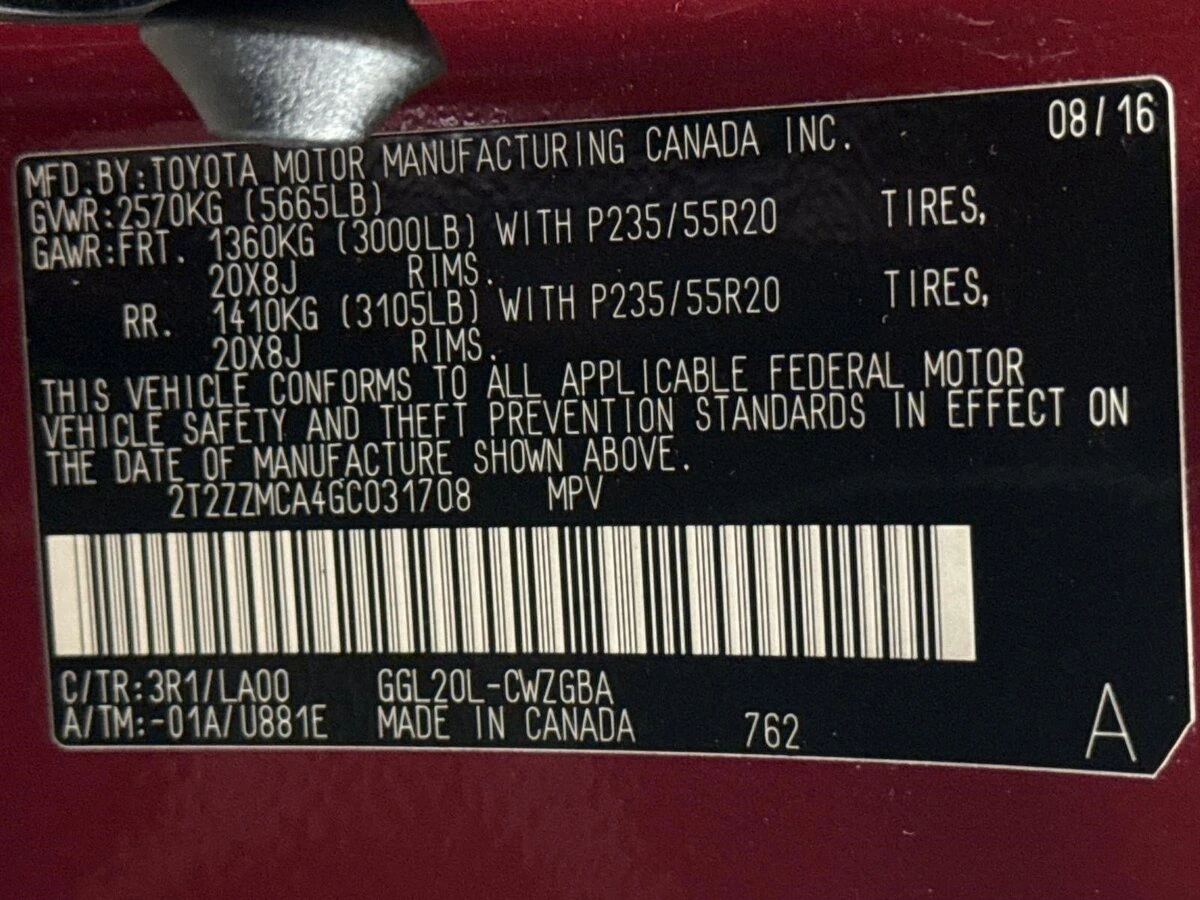 08/16
MFD.BY:TOYOTA MOTOR MANUFACTURING CANADA INC.
GVWR:2570KG (5665LB)
GAWR:FRT. 1360KG (3000LB) WITH P235/55R20 TIRES,
20X8J RIMS.
RR. 1410KG (3105LB) WITH P235/55R20 TIRES,
20X8J RIMS.
THIS VEHICLE CONFORMS TO ALL APPLICABLE FEDERAL MOTOR
VEHICLE SAFETY AND THEFT PREVENTION STANDARDS IN EFFECT ON
THE DATE OF MANUFACTURE SHOWN ABOVE.
2T2ZZMCA4GC031708 MPV
C/TR:3R1/LA00 GGL20L-CWZGBA
A/TM:-01A/U881E MADE IN CANADA 762 A